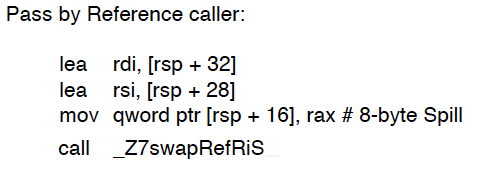 Pass by Reference caller:
lea rdi, [rsp + 32]
lea rsi, [rsp + 28]
mov qword ptr [rsp + 16], rax # 8-byte Spill
call _Z7swapRefRiS